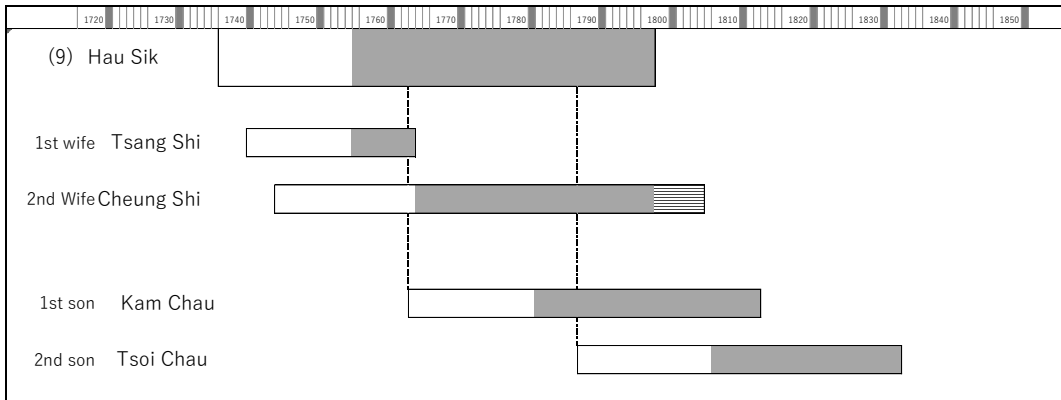 1720 1730 1740 1750 1760 1770 1780 1790 1800 1810 1820 1830 1840 1850
(9) Hau Sik
1st wife Tsang Shi
2nd Wife Cheung Shi
1st son Kam Chau
2nd son Tsoi Chau